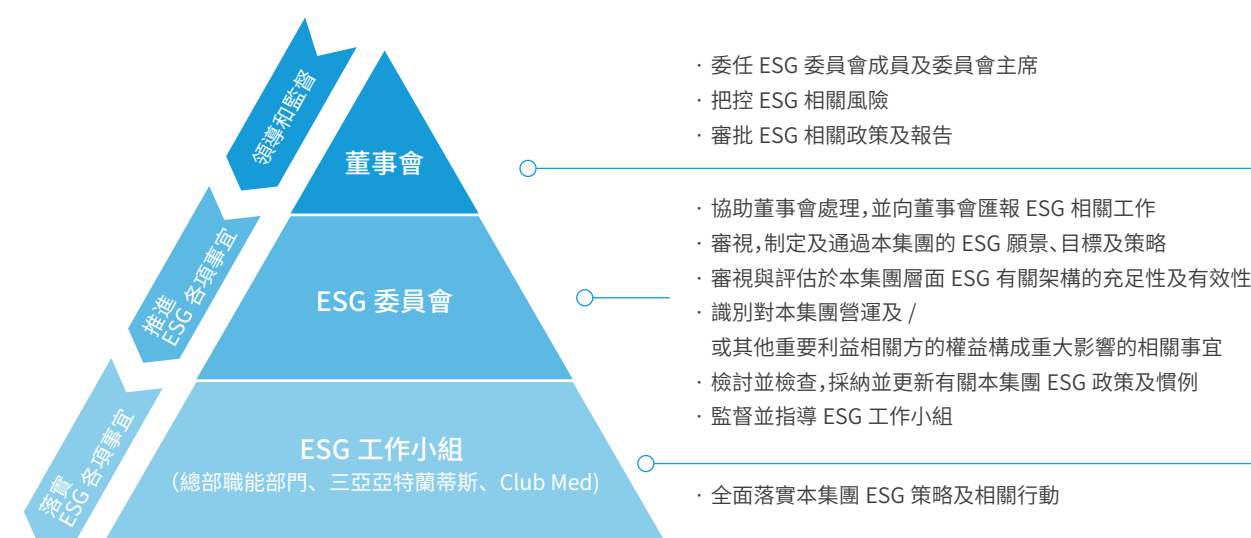 領導和監督
董事會
· 委任 ESG 委員會成員及委員會主席
· 把控 ESG 相關風險
· 審批 ESG 相關政策及報告
推進
ESG 各項事宜
ESG 委員會
· 協助董事會處理,並向董事會匯報 ESG 相關工作
· 審視,制定及通過本集團的 ESG 願景、目標及策略
· 審視與評估於本集團層面 ESG 有關架構的充足性及有效性
· 識別對本集團營運及 /
或其他重要利益相關方的權益構成重大影響的相關事宜
· 檢討並檢查,採納並更新有關本集團 ESG 政策及慣例
· 監督並指導 ESG 工作小組
落實
ESG 各項事宜
ESG 工作小組
(總部職能部門、三亞亞特蘭蒂斯、Club Med)
· 全面落實本集團 ESG 策略及相關行動